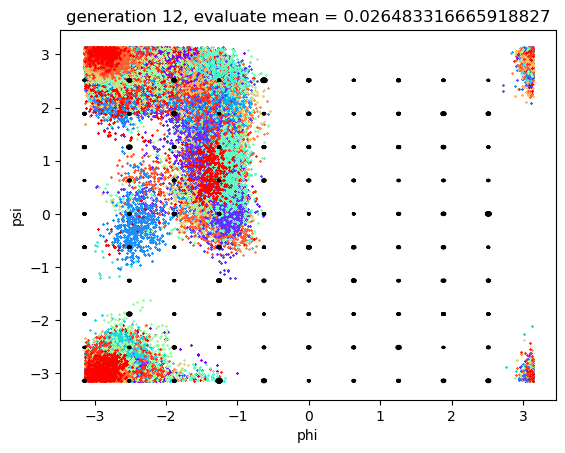 generation 12, evaluate mean = 0.026483316665918827
3
2
1
0
−1
−2
−3
psi
−3 −2 −1 0 1 2 3
phi